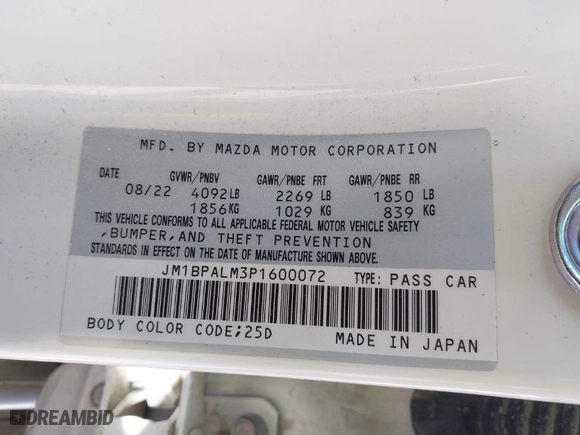 MFD. BY MAZDA MOTOR CORPORATION
DATE GVWR/PNBV GAWR/PNBE FRT GAWR/PNBE RR
08/22 4092LB 2269 LB 1850 LB
1856KG 1029 KG 839 KG
THIS VEHICLE CONFORMS TO ALL APPLICABLE FEDERAL MOTOR VEHICLE SAFETY
,BUMPER,AND THEFT PREVENTION
STANDARDS IN EFFECT ON THE DATE OF MANUFACTURE SHOWN ABOVE.
JM1BPALM3P1600072 TYPE: PASS CAR
BODY COLOR CODE;25D MADE IN JAPAN
DREAMBID